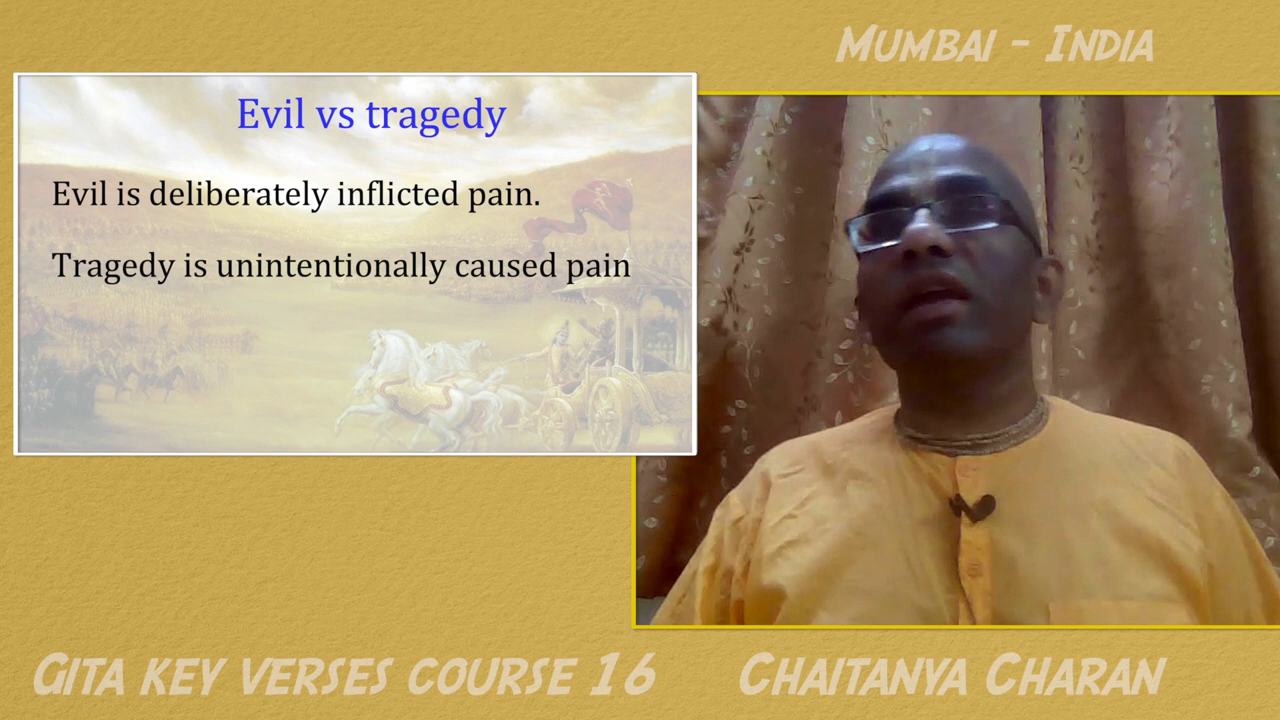 Mumbai - India
Evil vs tragedy
Evil is deliberately inflicted pain.
Tragedy is unintentionally caused pain
Gita key verses course 16
Chaitanya Charan